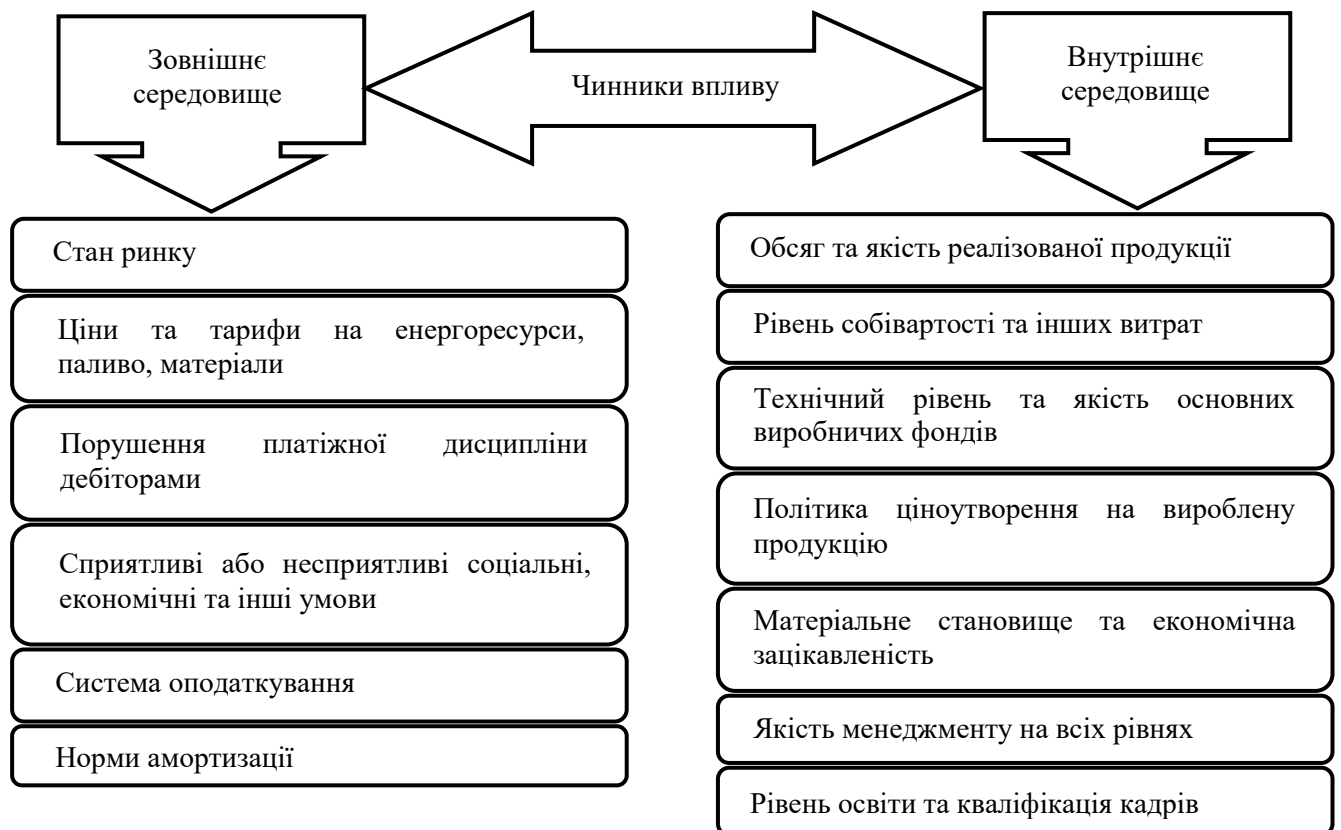 Зовнішнє
середовище
Чинники впливу
Внутрішнє
середовище
Стан ринку
Ціни та тарифи на енергоресурси,
паливо, матеріали
Порушення платіжної дисципліни
дебіторами
Сприятливі або несприятливі соціальні,
економічні та інші умови
Система оподаткування
Норми амортизації
Обсяг та якість реалізованої продукції
Рівень собівартості та інших витрат
Технічний рівень та якість основних
виробничих фондів
Політика ціноутворення на вироблену
продукцію
Матеріальне становище та економічна
зацікавленість
Якість менеджменту на всіх рівнях
Рівень освіти та кваліфікація кадрів